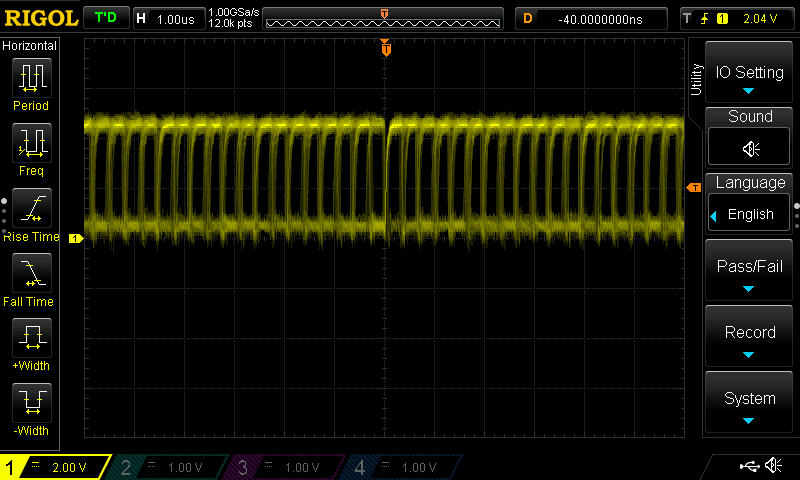 RIGOL T'D H 1.00us 1.00GSa/s D -40.0000000ns T 1 2.04 V
12.0k pts
T
Horizontal
Period
Freq
Rise Time
Fall Time
+Width
-Width
T
T
1
Utility
IO Setting
Sound
Language
English
Pass/Fail
Record
System
1 2.00 V 2 1.00 V 3 1.00 V 4 1.00 V